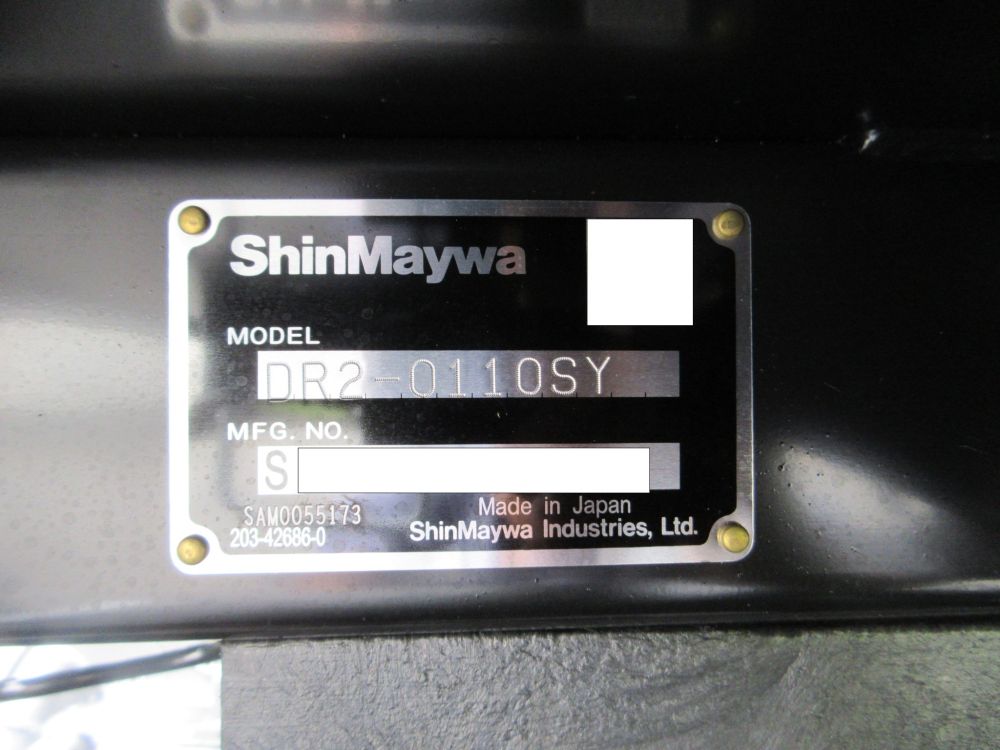 ShinMaywa
MODEL
DR2-0110SY
MFG. NO.
S
SAM0055173
203-42686-0
Made in Japan
ShinMaywa Industries, Ltd.